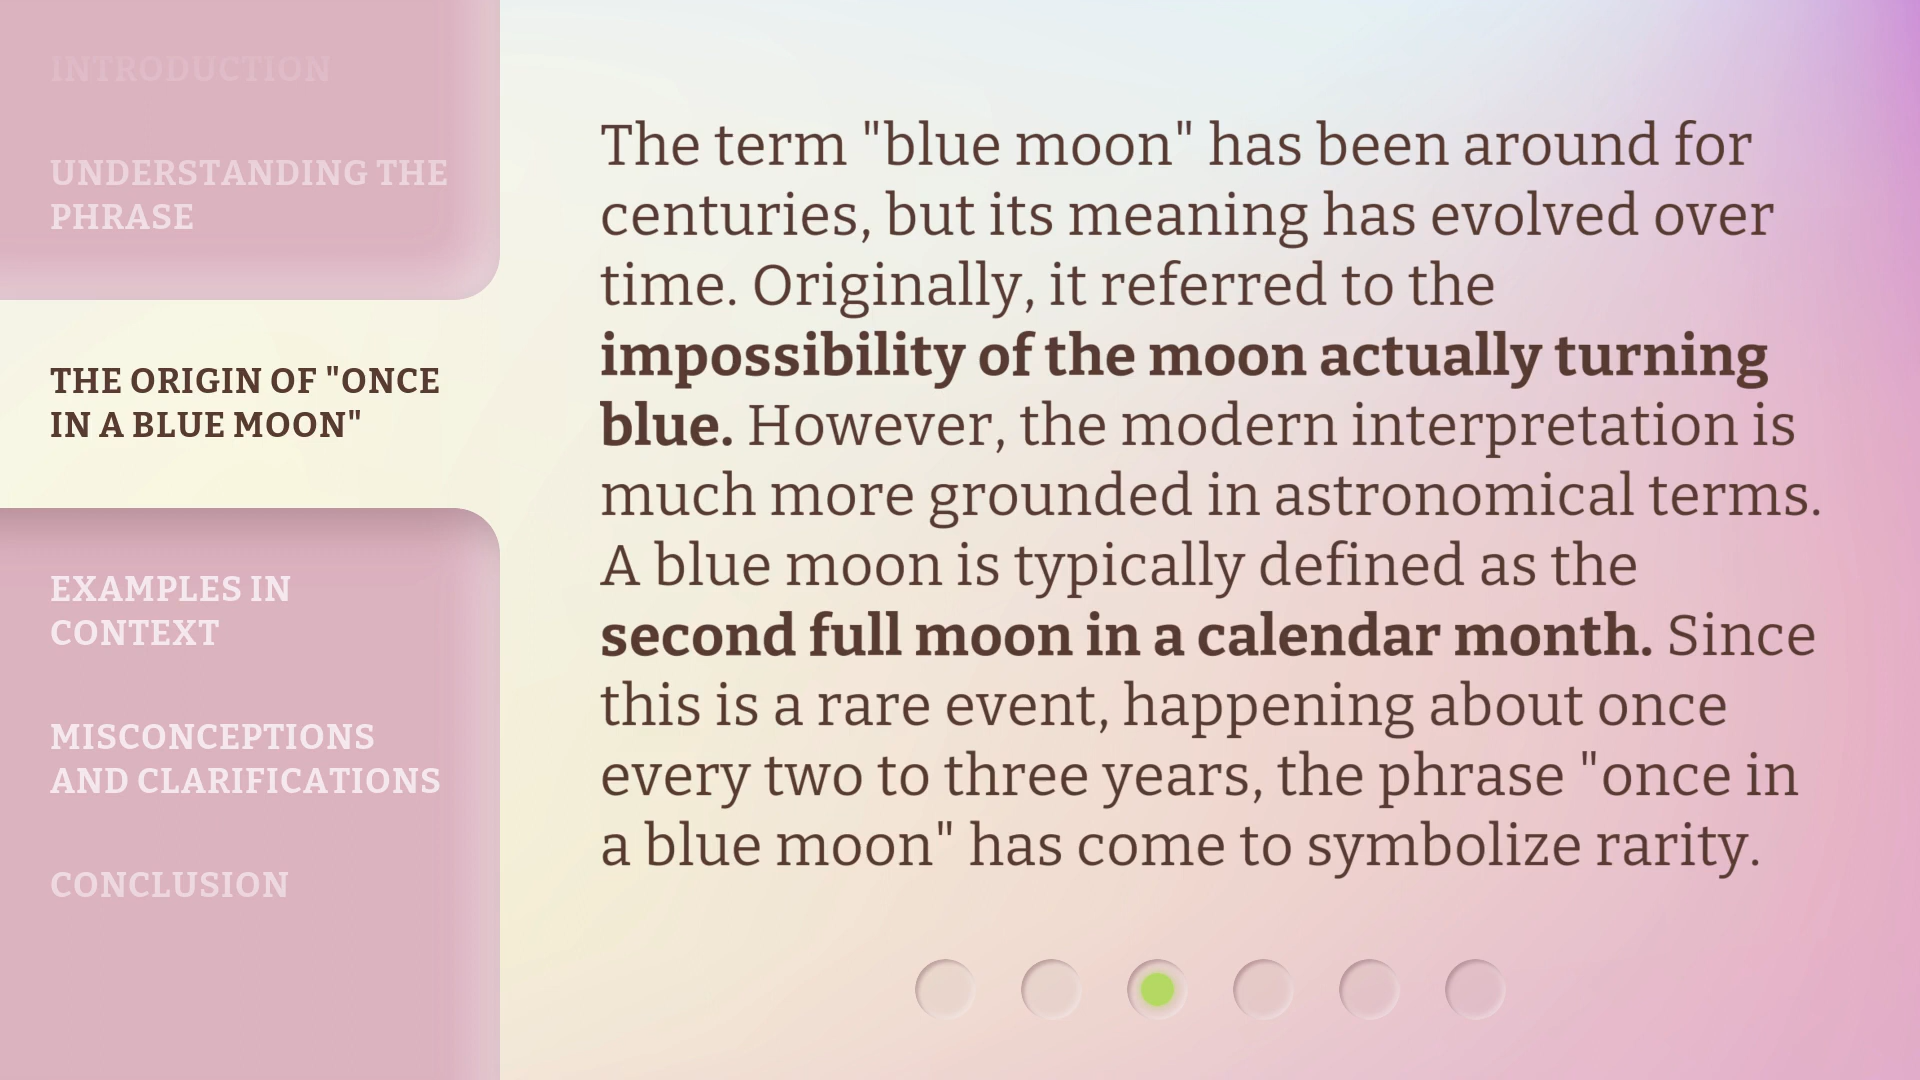 INTRODUCTION
UNDERSTANDING THE
PHRASE
THE ORIGIN OF "ONCE
IN A BLUE MOON"
EXAMPLES IN
CONTEXT
MISCONCEPTIONS
AND CLARIFICATIONS
CONCLUSION
The term "blue moon" has been around for
centuries, but its meaning has evolved over
time. Originally, it referred to the
impossibility of the moon actually turning
blue. However, the modern interpretation is
much more grounded in astronomical terms.
A blue moon is typically defined as the
second full moon in a calendar month. Since
this is a rare event, happening about once
every two to three years, the phrase "once in
a blue moon" has come to symbolize rarity.